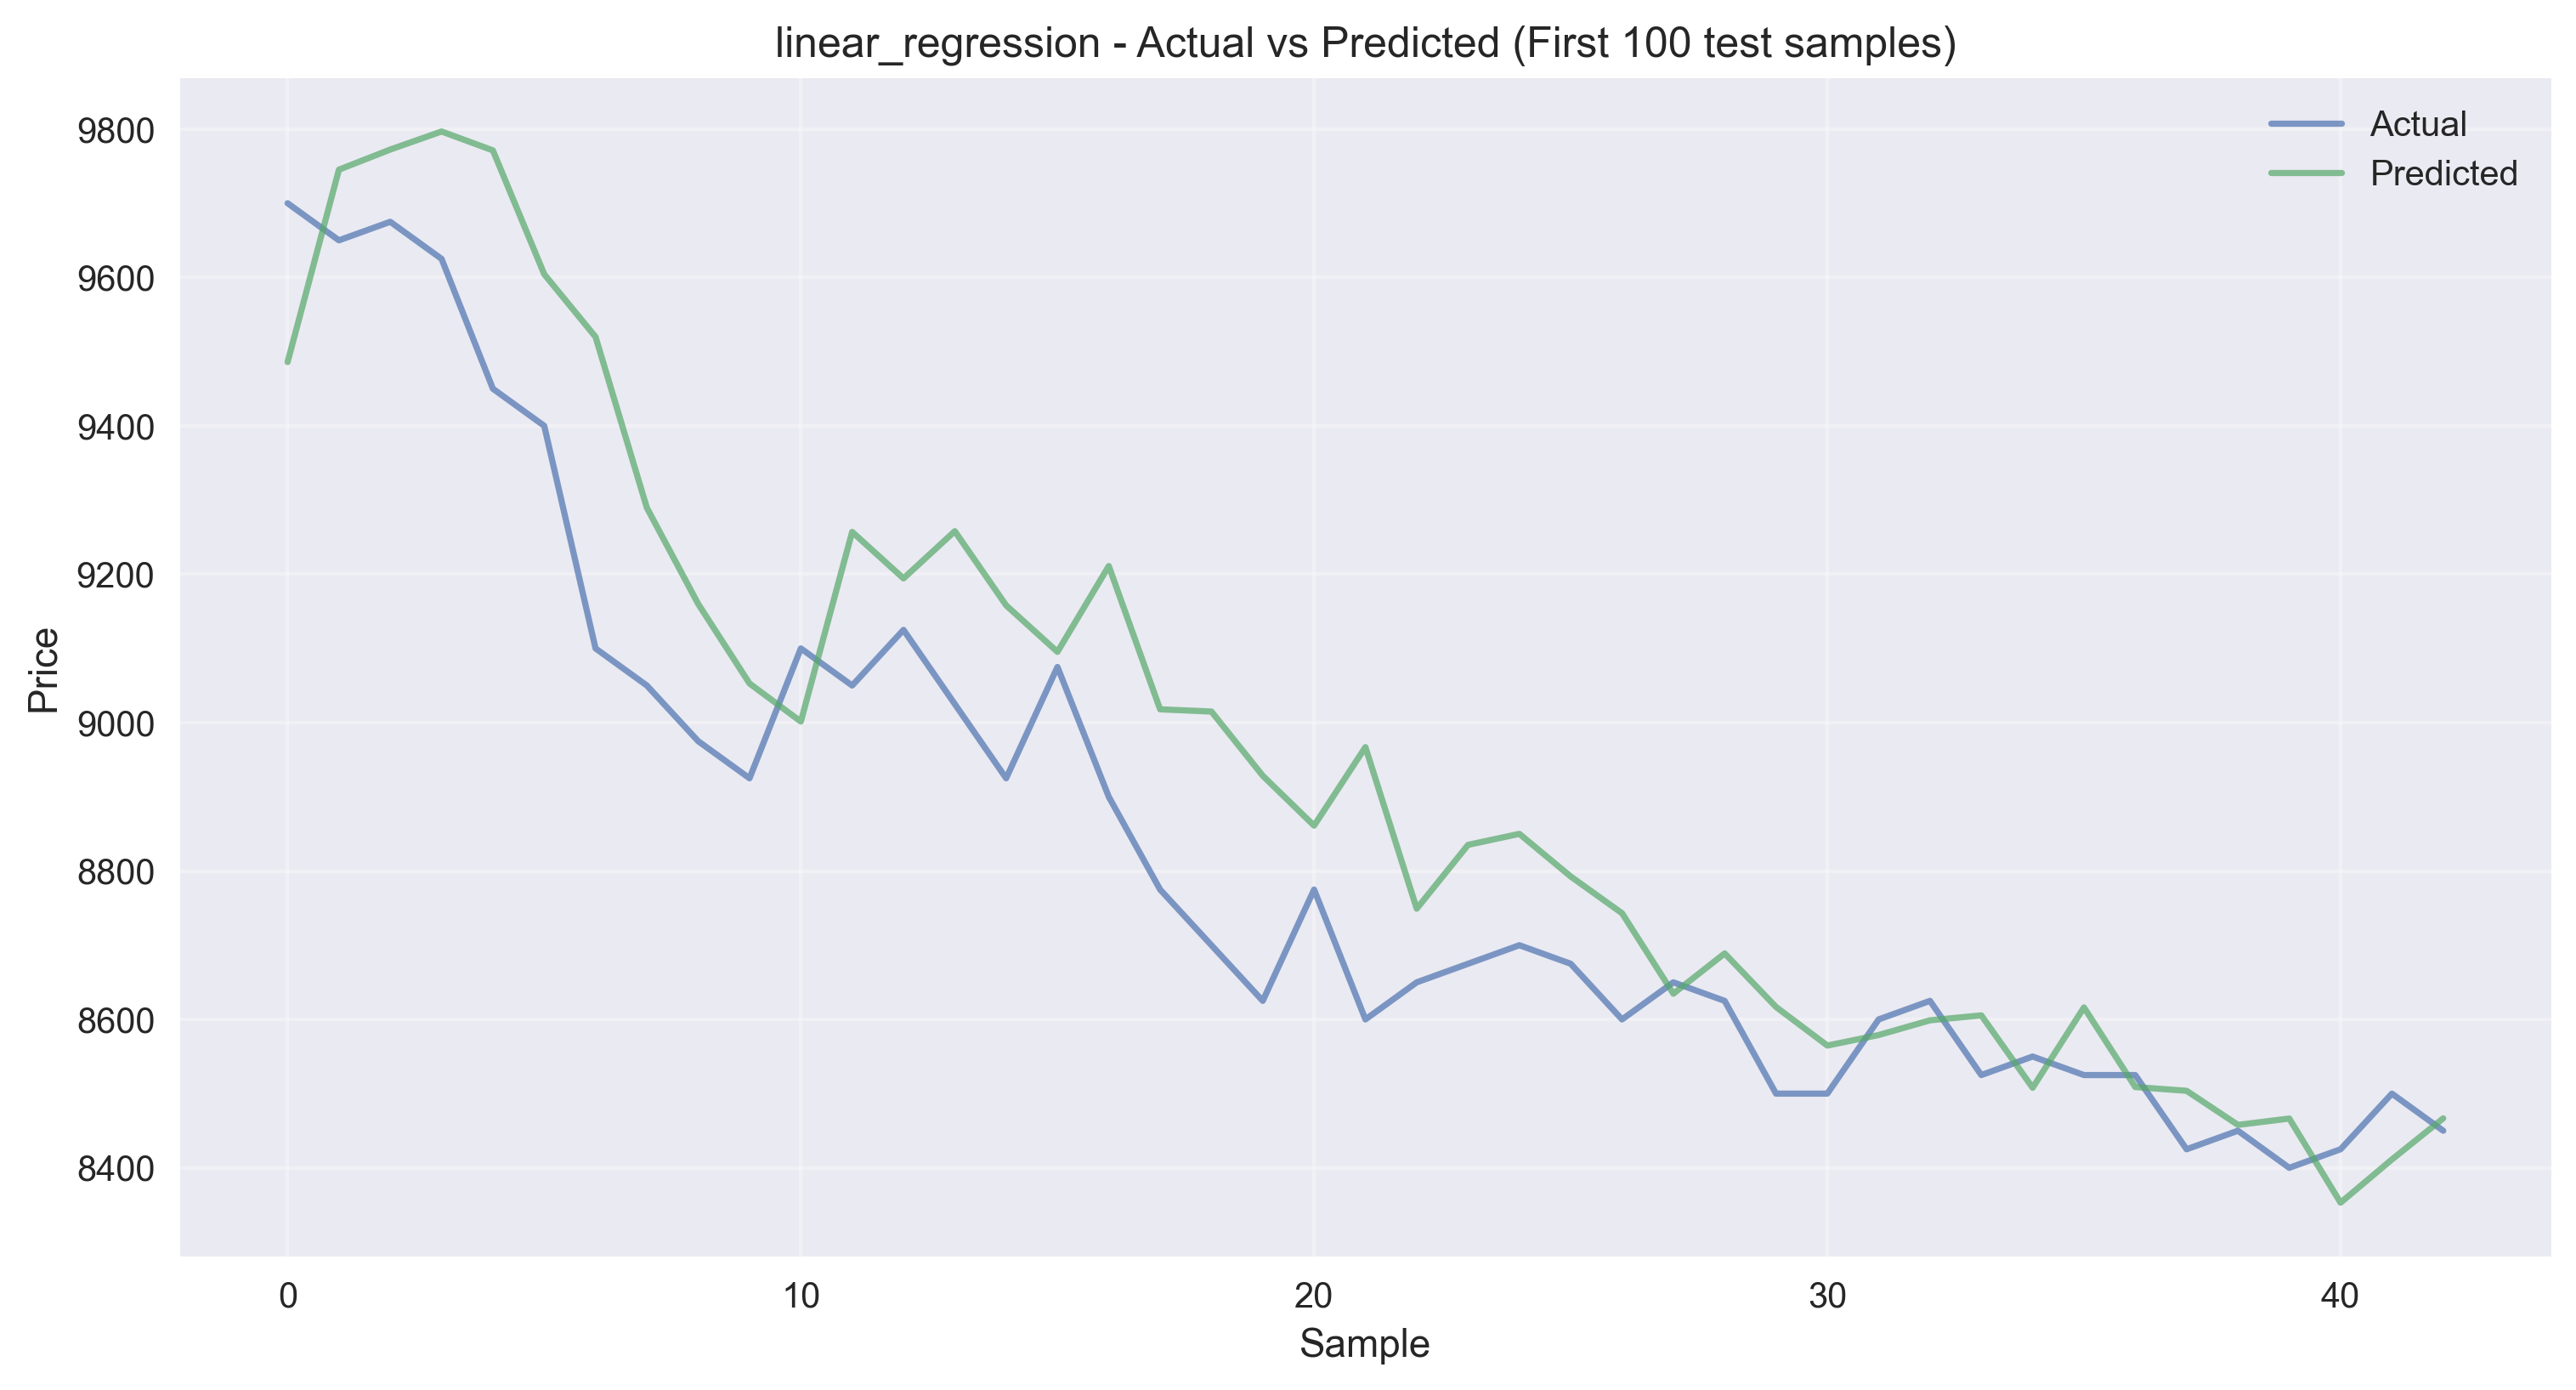 linear_regression - Actual vs Predicted (First 100 test samples)
Actual
Predicted
9800
9600
9400
9200
9000
8800
8600
8400
Price
0 10 20 30 40
Sample